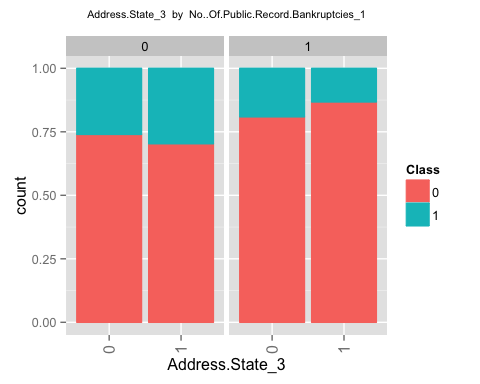 Address.State_3 by No..Of.Public.Record.Bankruptcies_1
0 1
1.00
0.75
0.50
0.25
0.00
count
0 1 0 1
Address.State_3
Class
0
1